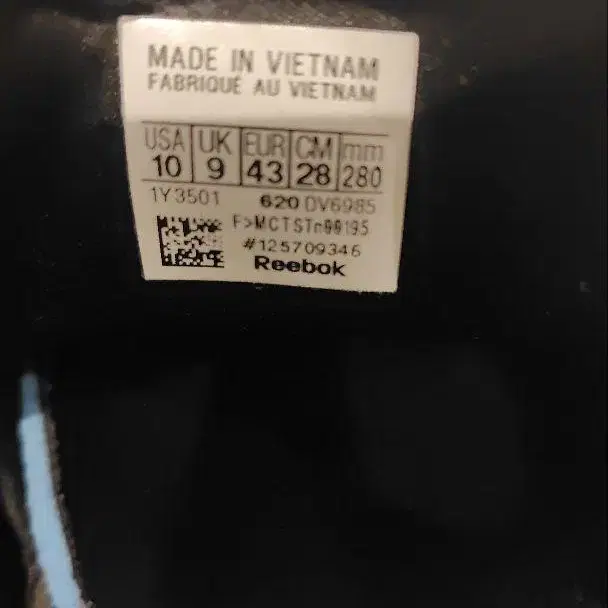 MADE IN VIETNAM
FABRIQUÉ AU VIETNAM
USA UK EUR CM mm
10 9 43 28 280
1Y3501 620 DV6985
#125709346
Reebok